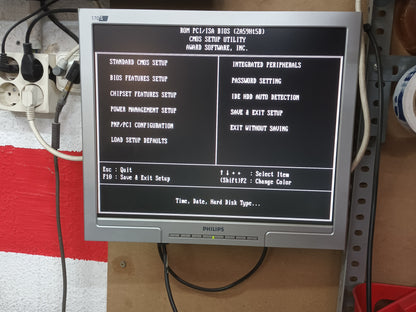 ROM PCI/ISA BIOS (2A59HI5D)
CMOS SETUP UTILITY
AWARD SOFTWARE, INC.
STANDARD CMOS SETUP
BIOS FEATURES SETUP
CHIPSET FEATURES SETUP
POWER MANAGEMENT SETUP
PNP/PCI CONFIGURATION
LOAD SETUP DEFAULTS
INTEGRATED PERIPHERALS
PASSWORD SETTING
IDE HDD AUTO DETECTION
SAVE & EXIT SETUP
EXIT WITHOUT SAVING
Esc : Quit
F10 : Save & Exit Setup
↑ ↓ → ← : Select Item
(Shift)F2 : Change Color
Time, Date, Hard Disk Type...
PHILIPS